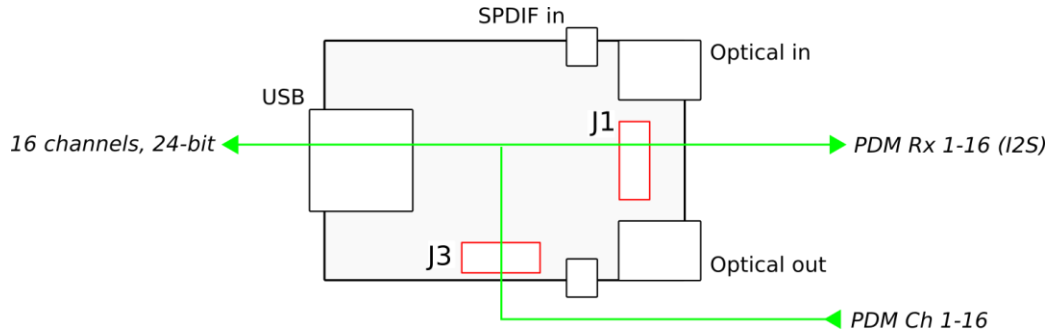 SPDIF in
Optical in
USB
J1
16 channels, 24-bit
PDM Rx 1-16 (I2S)
J3
Optical out
PDM Ch 1-16